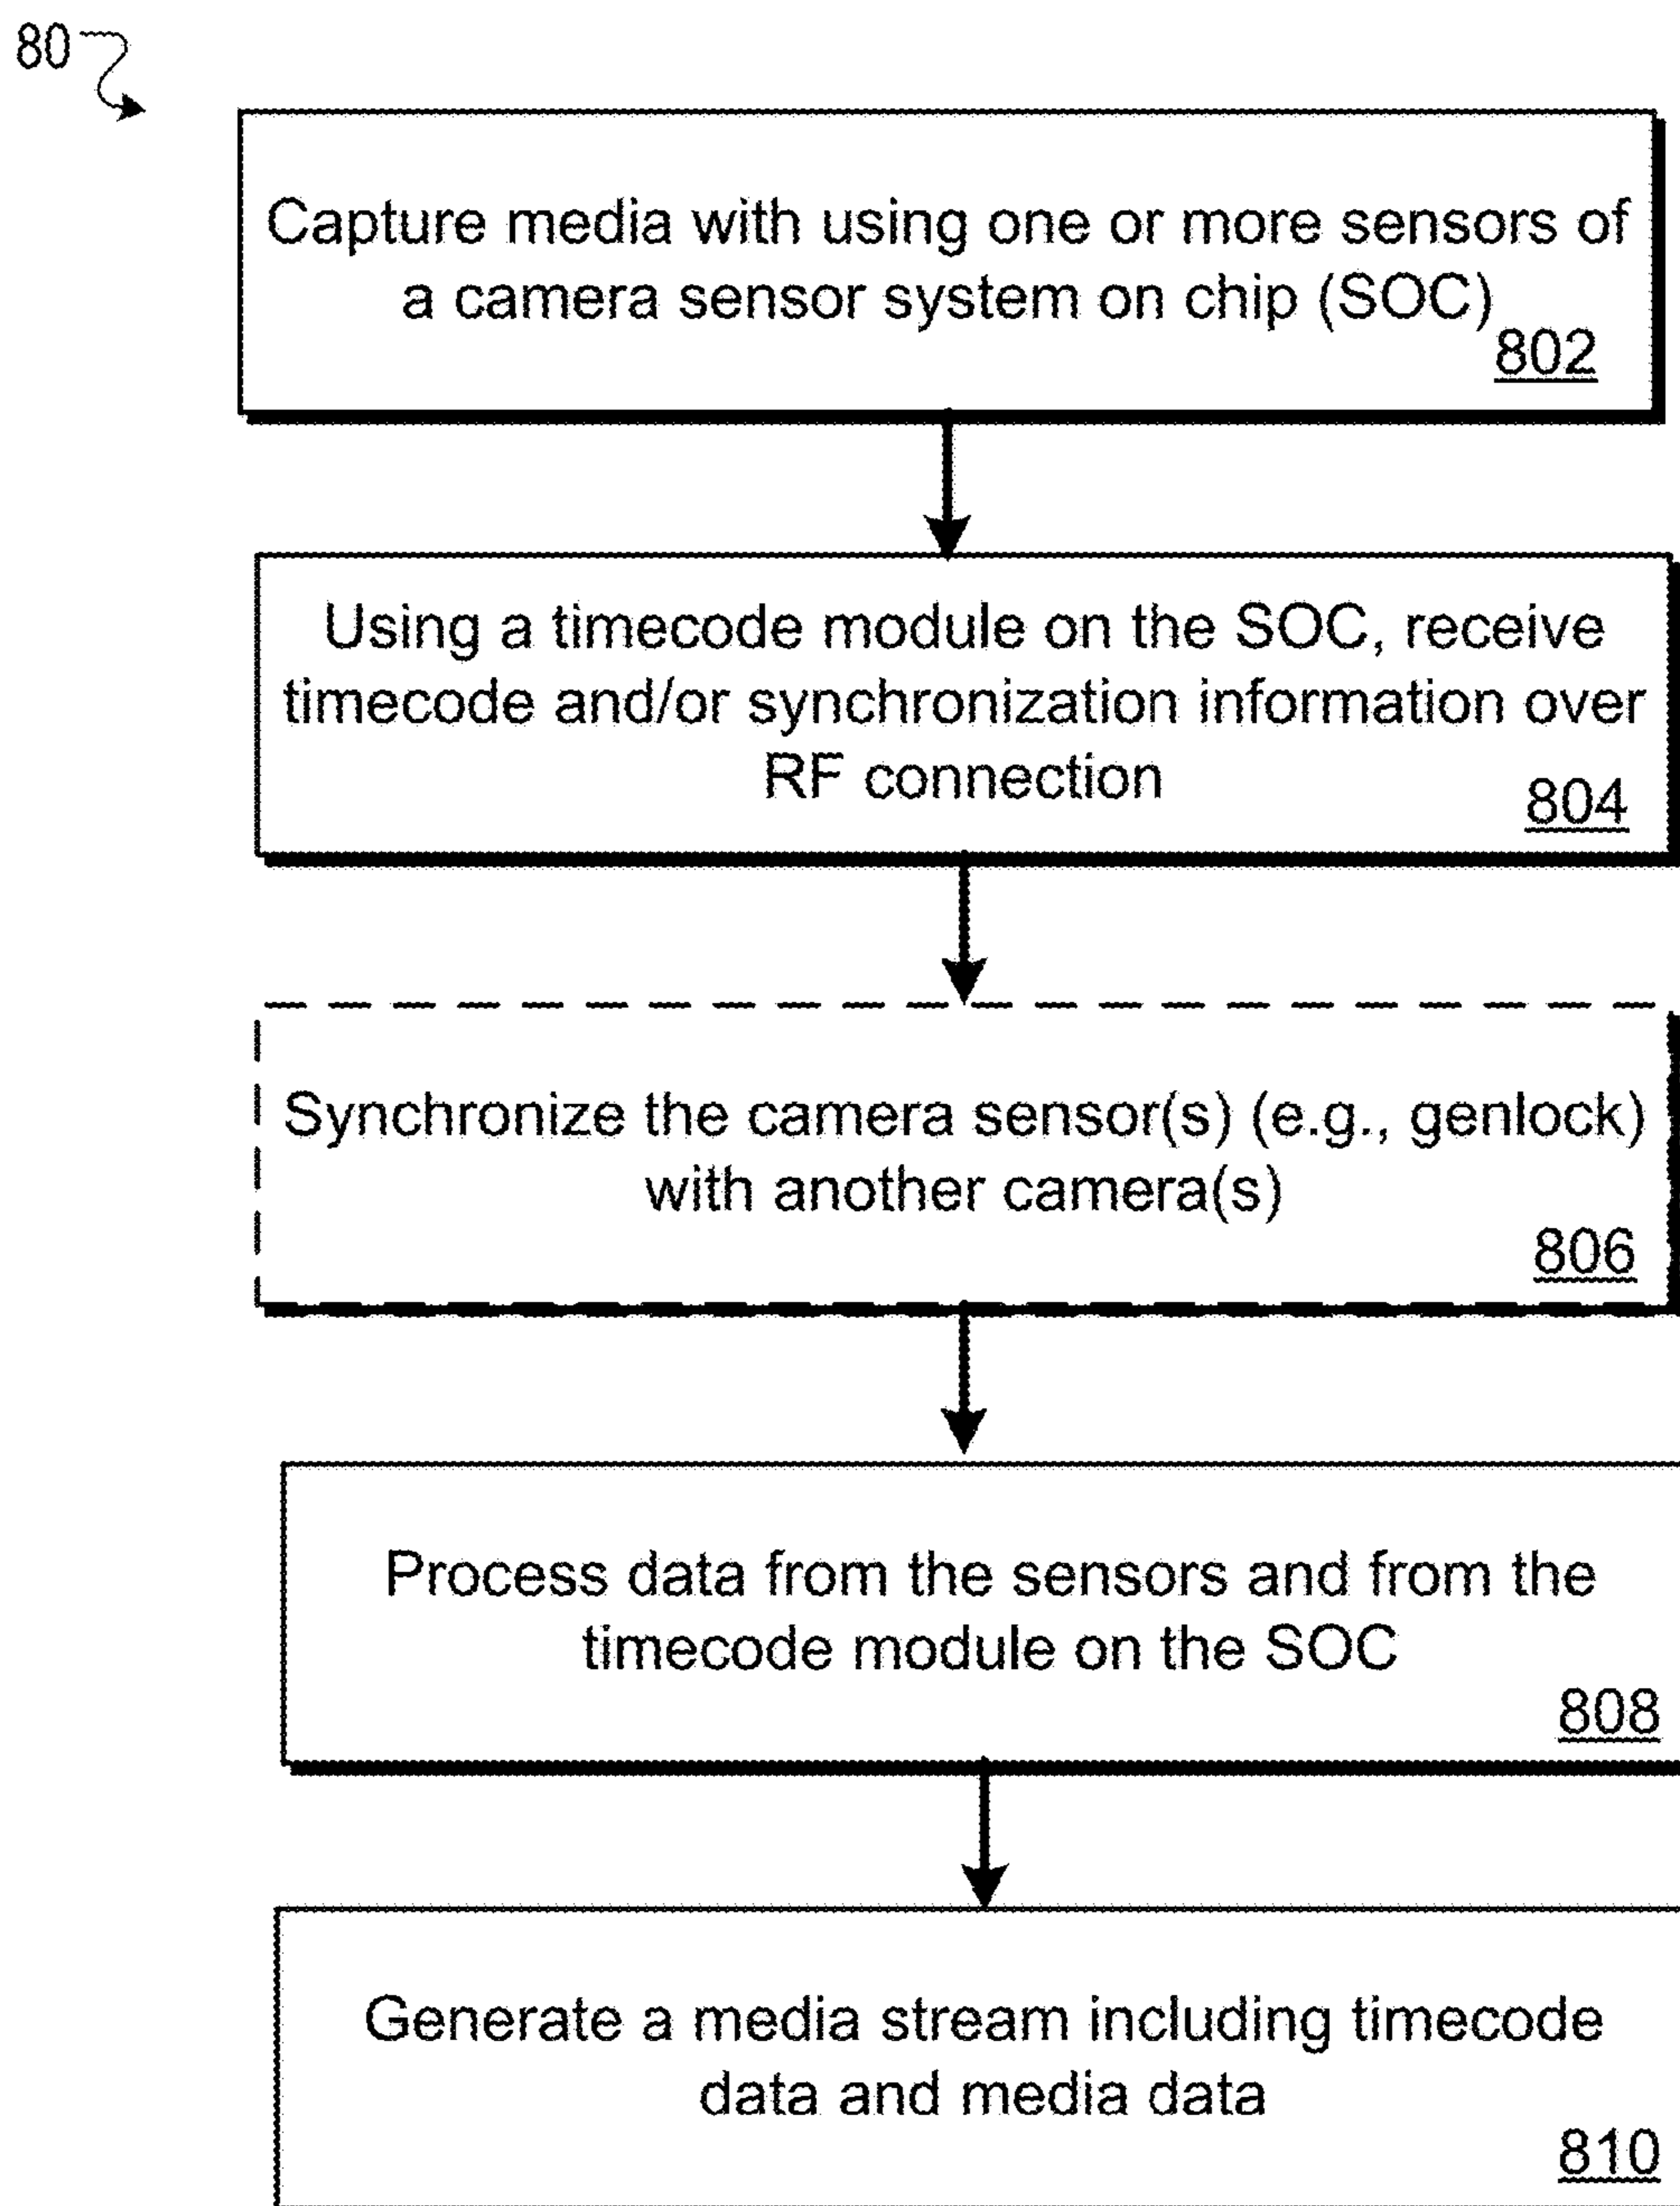 80
Capture media with using one or more sensors of
a camera sensor system on chip (SOC)
802
Using a timecode module on the SOC, receive
timecode and/or synchronization information over
RF connection
804
Synchronize the camera sensor(s) (e.g., genlock)
with another camera(s)
806
Process data from the sensors and from the
timecode module on the SOC
808
Generate a media stream including timecode
data and media data
810